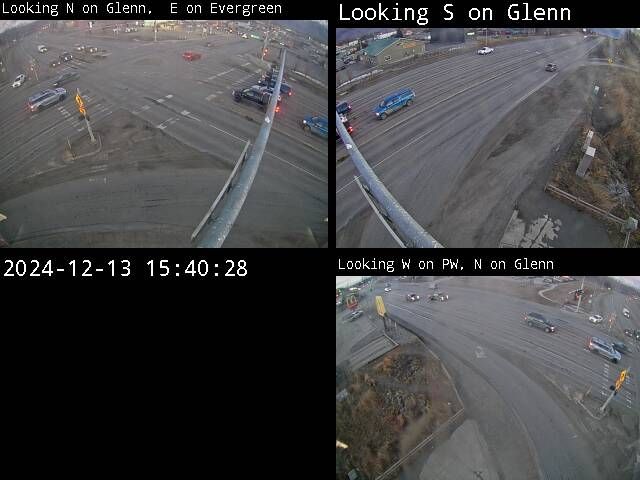 Looking N on Glenn,  E on Evergreen
Looking S on Glenn
2024-12-13 15:40:28
Looking W on PW, N on Glenn